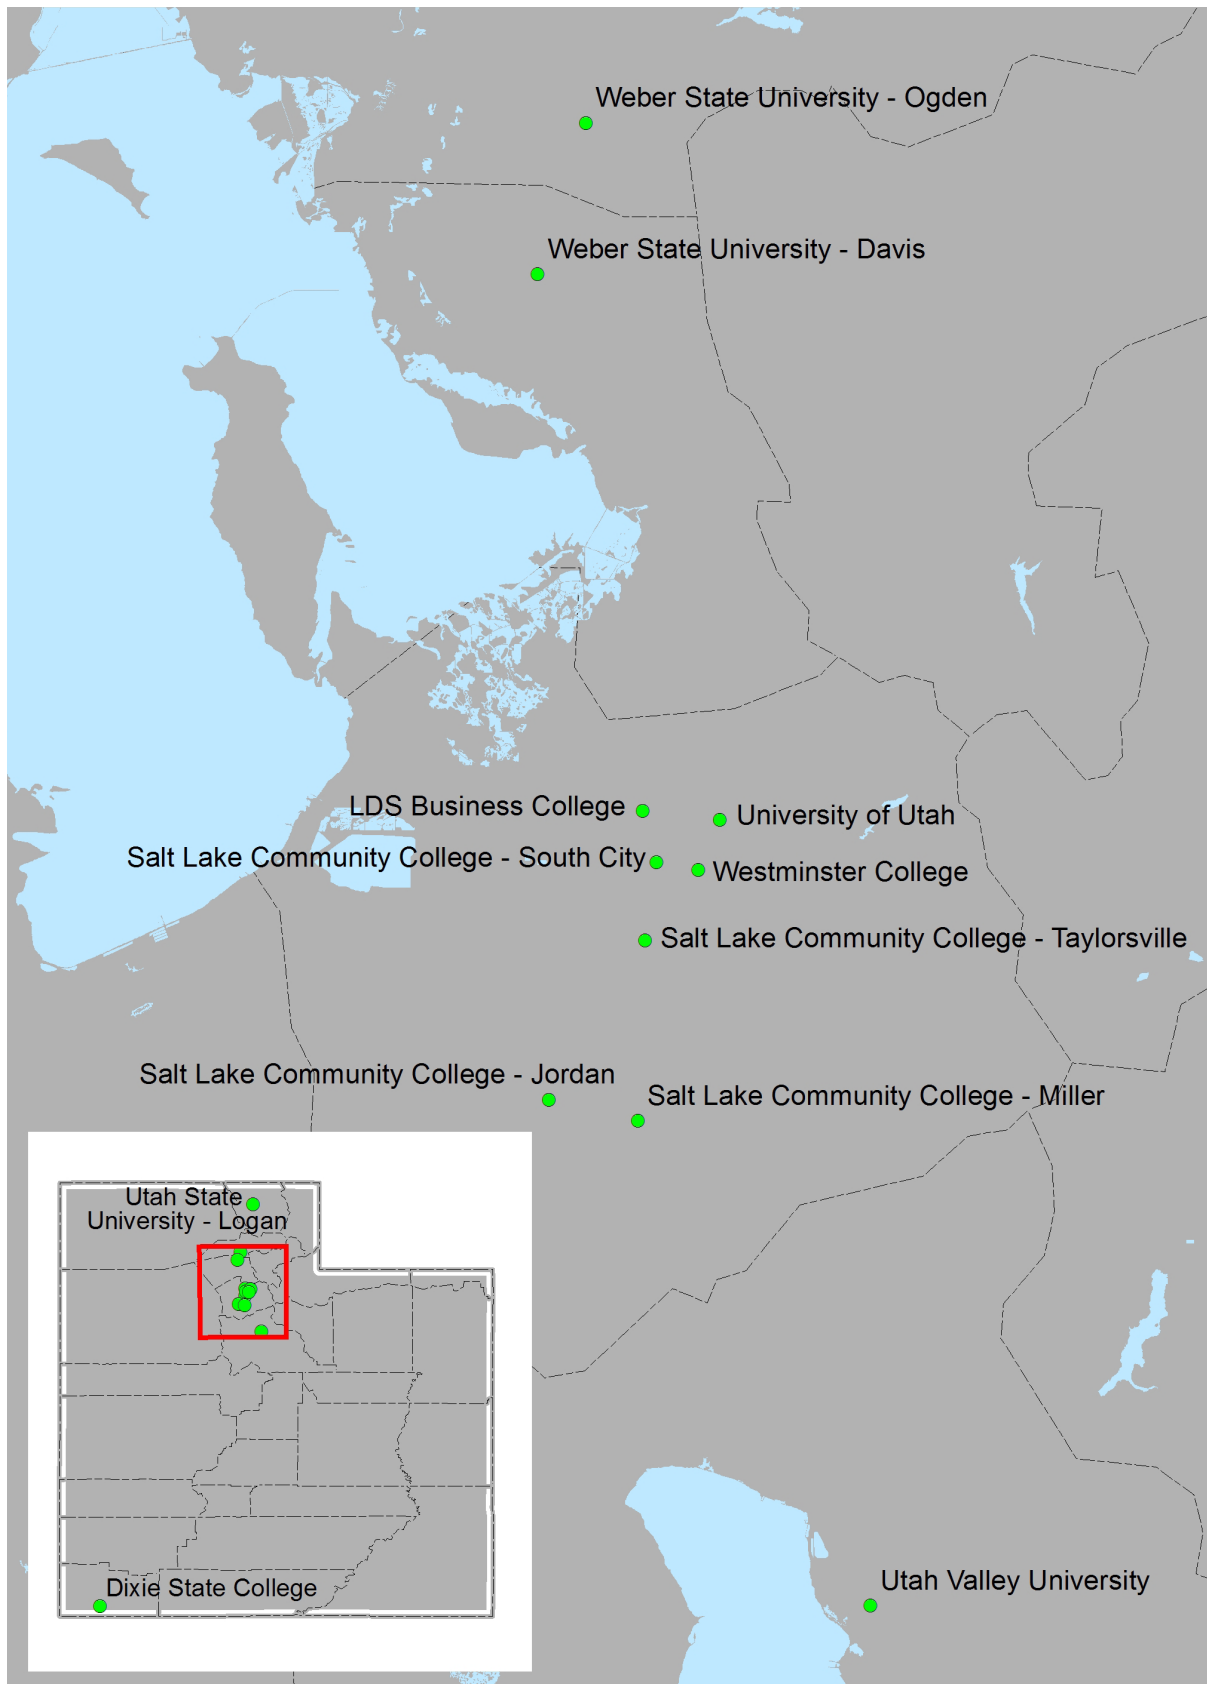 Weber State University - Ogden
Weber State University - Davis
LDS Business College
University of Utah
Salt Lake Community College - South City
Westminster College
Salt Lake Community College - Taylorsville
Salt Lake Community College - Jordan
Salt Lake Community College - Miller
Utah State
University - Logan
Dixie State College
Utah Valley University